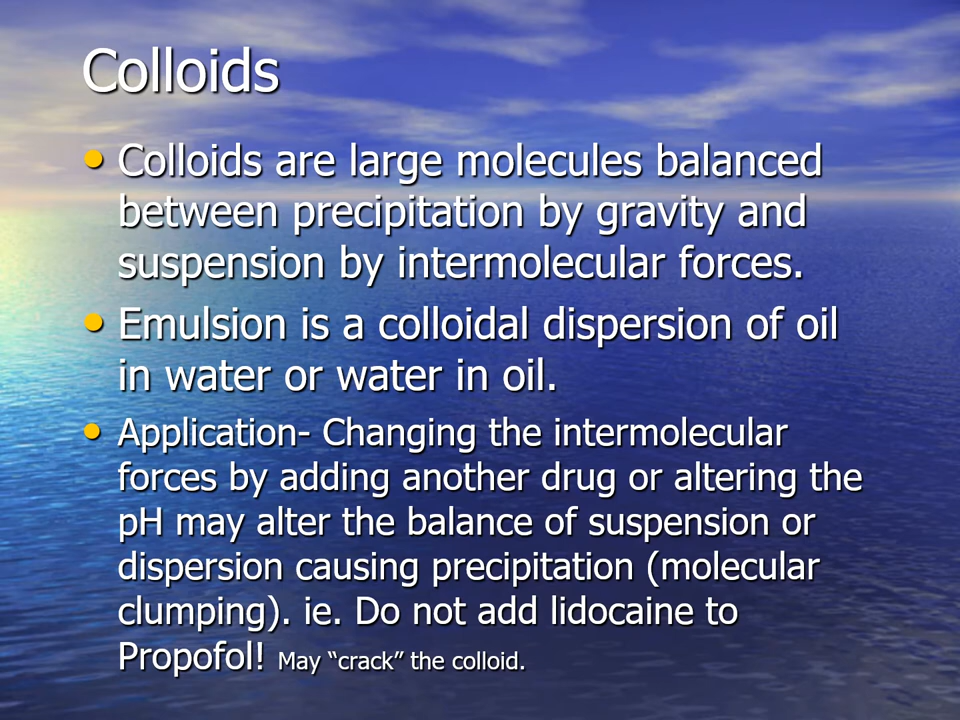 Colloids
• Colloids are large molecules balanced
between precipitation by gravity and
suspension by intermolecular forces.
• Emulsion is a colloidal dispersion of oil
in water or water in oil.
• Application- Changing the intermolecular
forces by adding another drug or altering the
pH may alter the balance of suspension or
dispersion causing precipitation (molecular
clumping). ie. Do not add lidocaine to
Propofol! May “crack” the colloid.